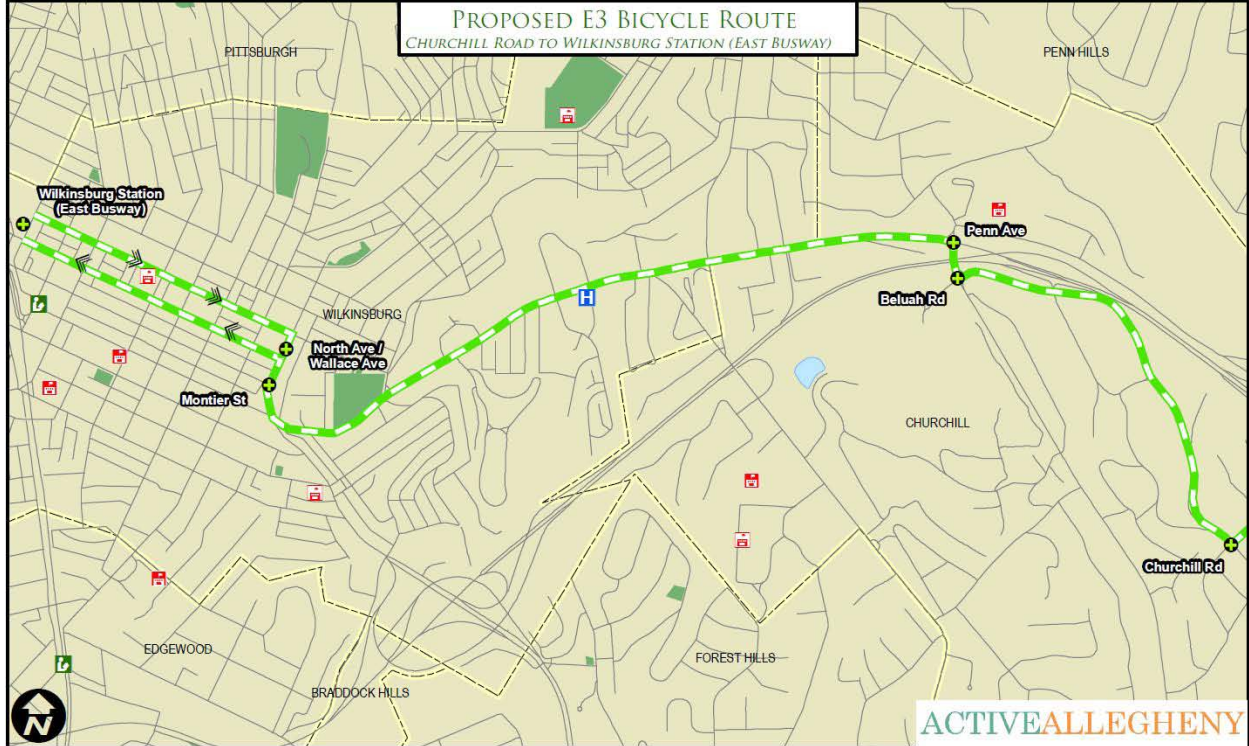 PROPOSED E3 BICYCLE ROUTE
CHURCHILL ROAD TO WILKINSBURG STATION (EAST BUSWAY)
PITTSBURGH
PENN HILLS
Wilkinsburg Station
(East Busway)
Penn Ave
Beluah Rd
H
WILKINSBURG
North Ave /
Wallace Ave
Montier St
CHURCHILL
Churchill Rd
EDGEWOOD
FOREST HILLS
BRADDOCK HILLS
N
ACTIVEALLEGHENY